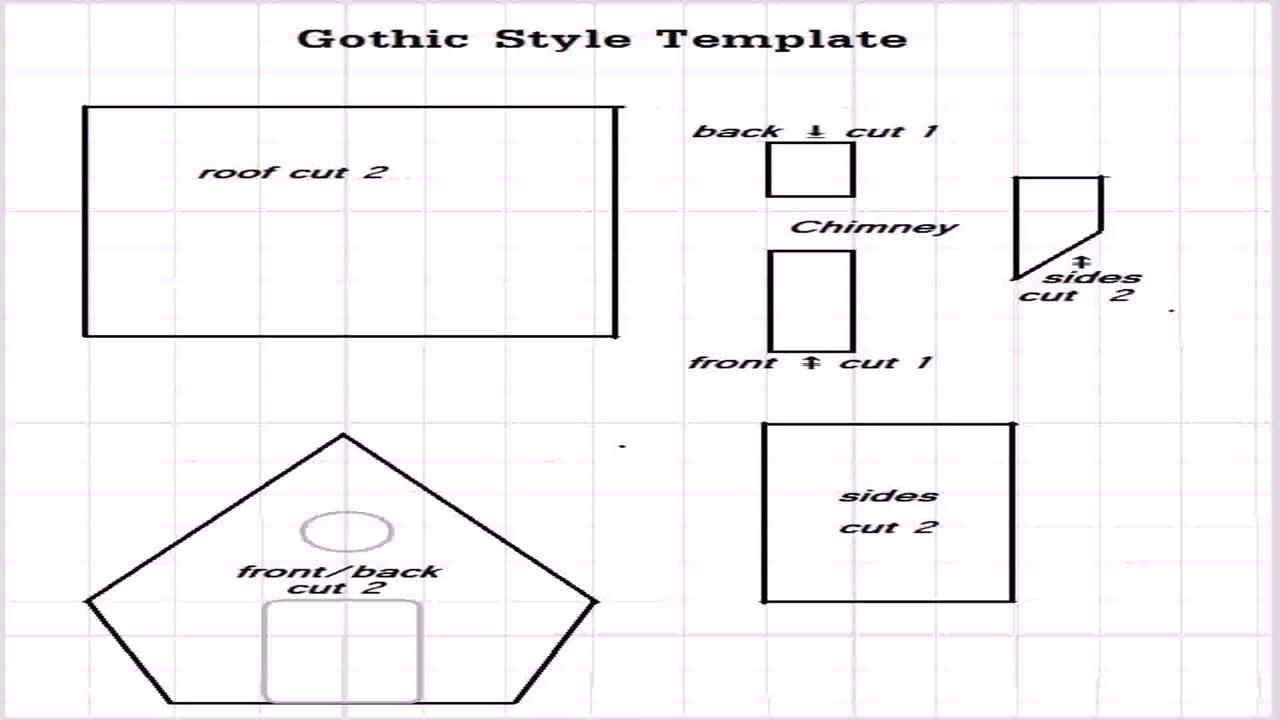 Gothic Style Template
roof cut 2
back ↓ cut 1
Chimney
front ↑ cut 1
↑
sides
cut 2
front/back
cut 2
sides
cut 2